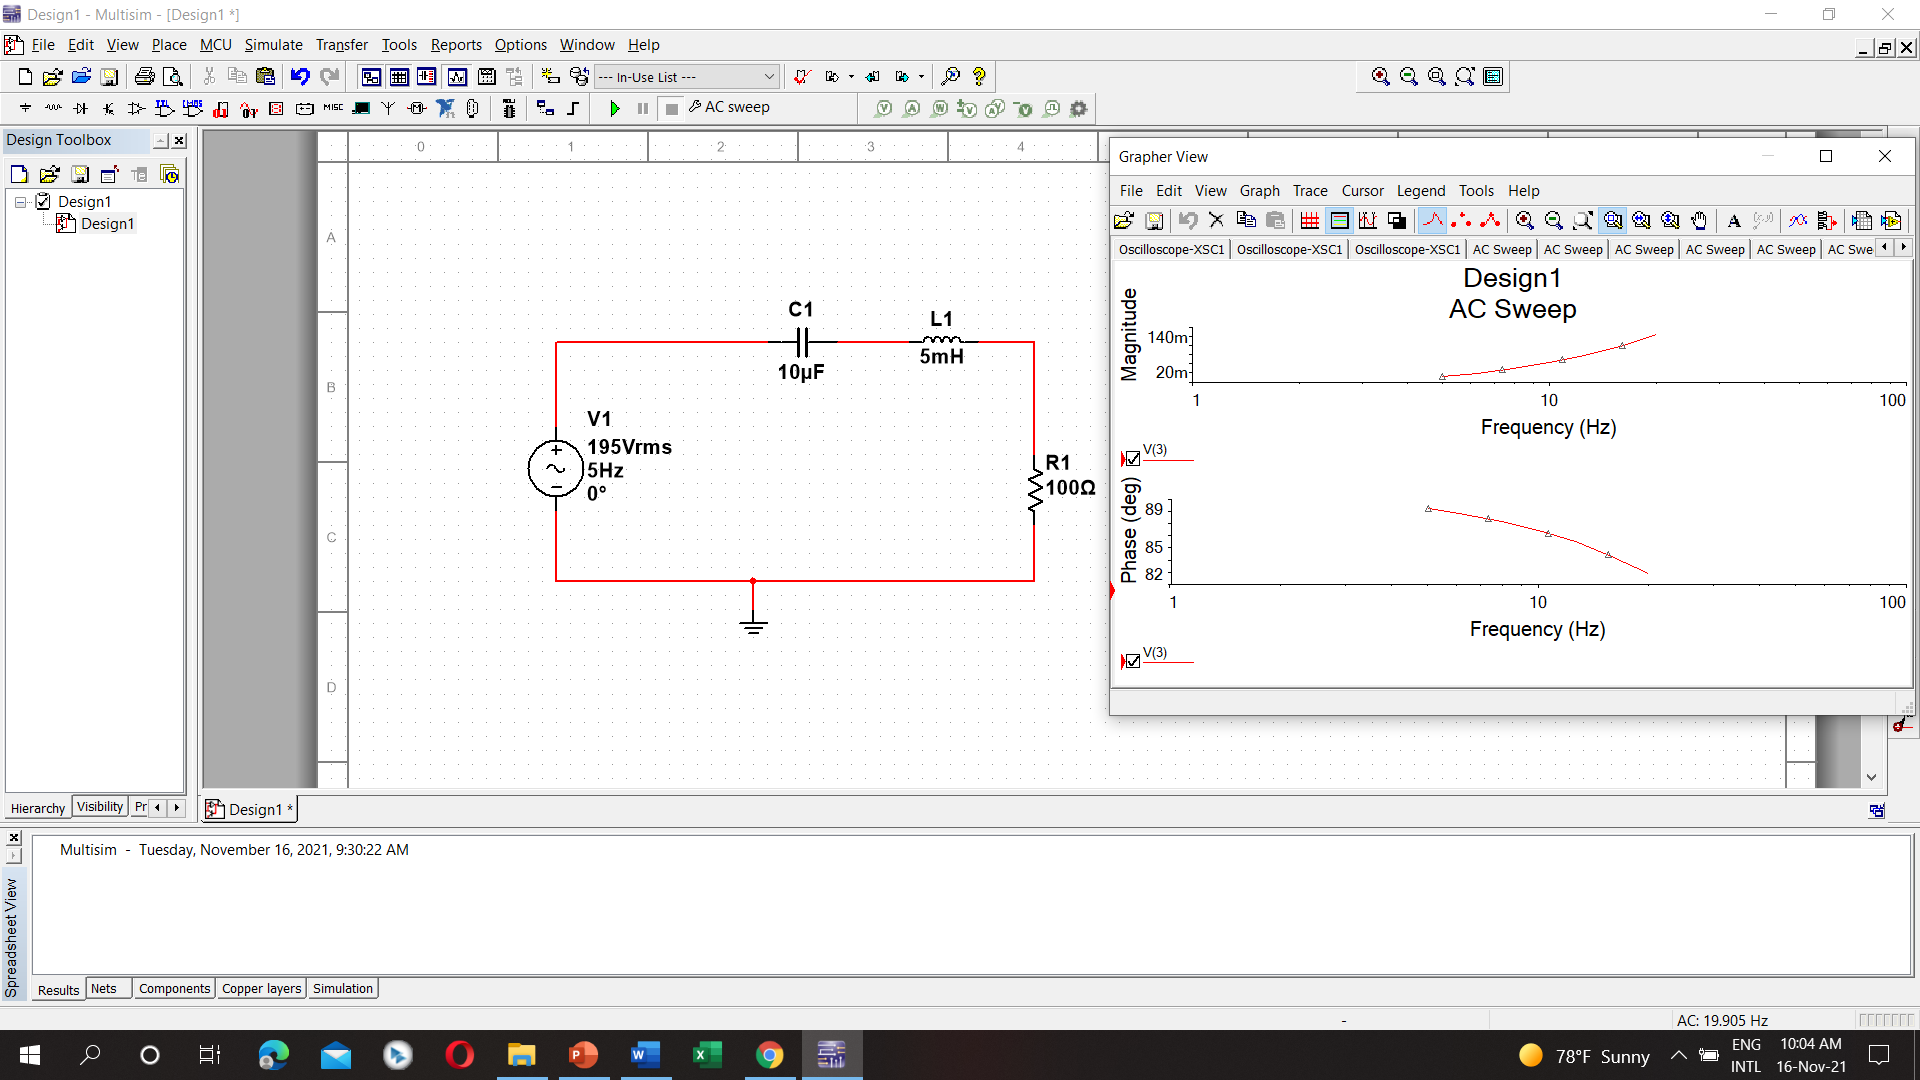 Design1 - Multisim - [Design1 *]
File Edit View Place MCU Simulate Transfer Tools Reports Options Window Help
--- In-Use List ---
MISC
AC sweep
Design Toolbox
Design1
Design1
Hierarchy Visibility Pr
0 1 2 3 4
A
B
C
D
C1
10µF
L1
5mH
V1
195Vrms
5Hz
0°
R1
100Ω
Design1 *
Grapher View
File Edit View Graph Trace Cursor Legend Tools Help
Oscilloscope-XSC1 Oscilloscope-XSC1 Oscilloscope-XSC1 AC Sweep AC Sweep AC Sweep AC Sweep AC Sweep AC Swe
Design1
AC Sweep
Magnitude
140m
20m
1 10 100
Frequency (Hz)
V(3)
Phase (deg)
89
85
82
1 10 100
Frequency (Hz)
V(3)
Spreadsheet View
Multisim - Tuesday, November 16, 2021, 9:30:22 AM
Results Nets Components Copper layers Simulation
- AC: 19.905 Hz
78°F Sunny
ENG
INTL
10:04 AM
16-Nov-21